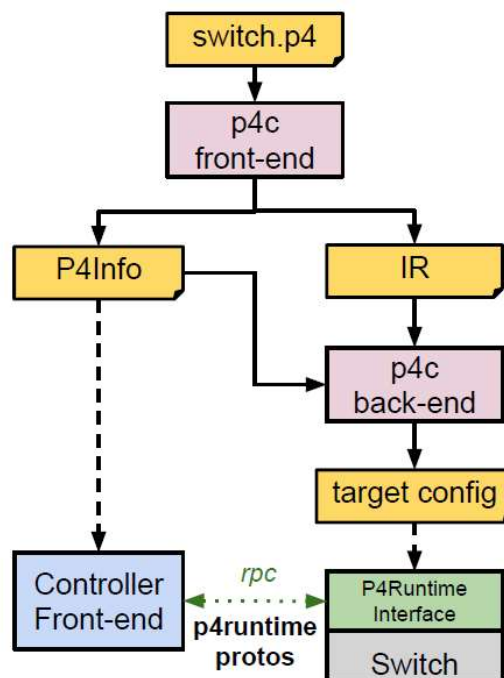 switch.p4
p4c
front-end
P4Info
IR
p4c
back-end
target config
Controller
Front-end
rpc
p4runtime
protos
P4Runtime
Interface
Switch